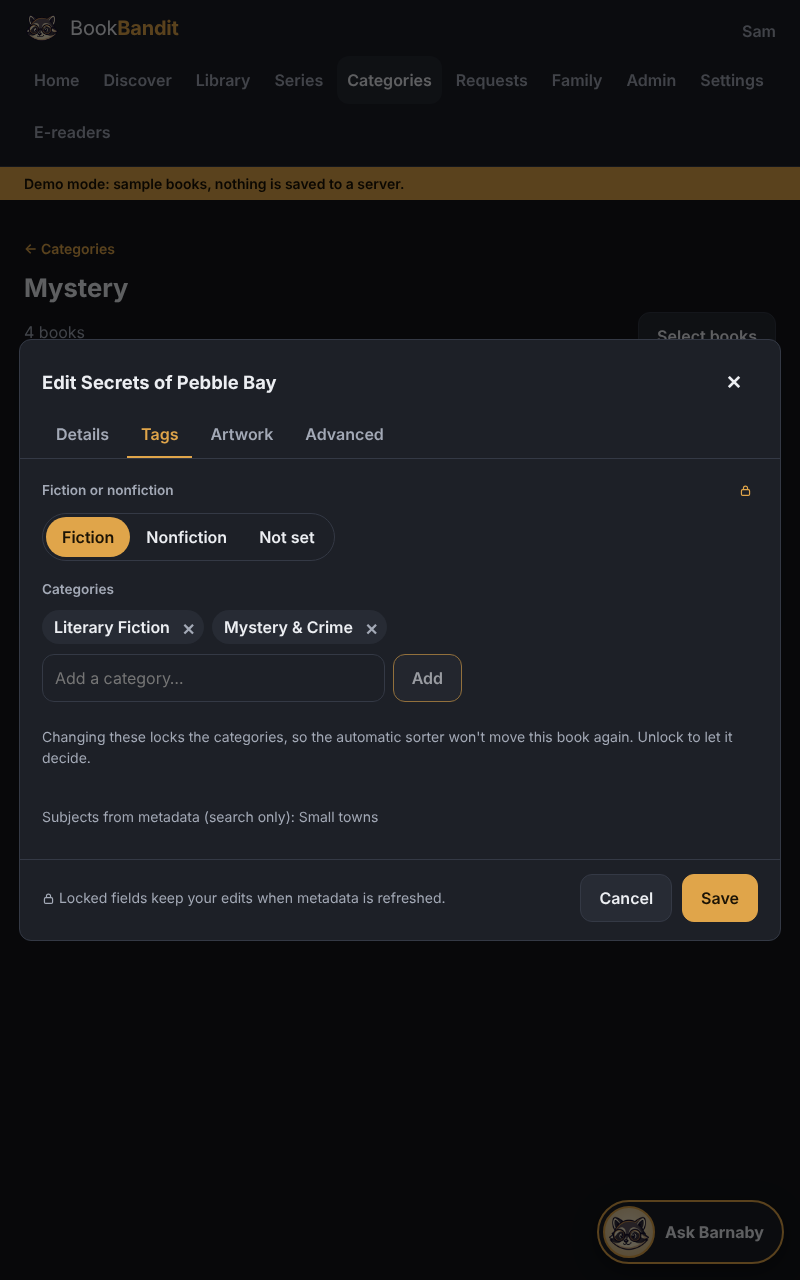 BookBandit
Sam
Home Discover Library Series Categories Requests Family Admin Settings
E-readers
Demo mode: sample books, nothing is saved to a server.
← Categories
Mystery
4 books
Select books
Edit Secrets of Pebble Bay ✕
Details Tags Artwork Advanced
Fiction or nonfiction
Fiction Nonfiction Not set
Categories
Literary Fiction ✕ Mystery & Crime ✕
Add a category... Add
Changing these locks the categories, so the automatic sorter won't move this book again. Unlock to let it
decide.
Subjects from metadata (search only): Small towns
Locked fields keep your edits when metadata is refreshed.
Cancel Save
Ask Barnaby